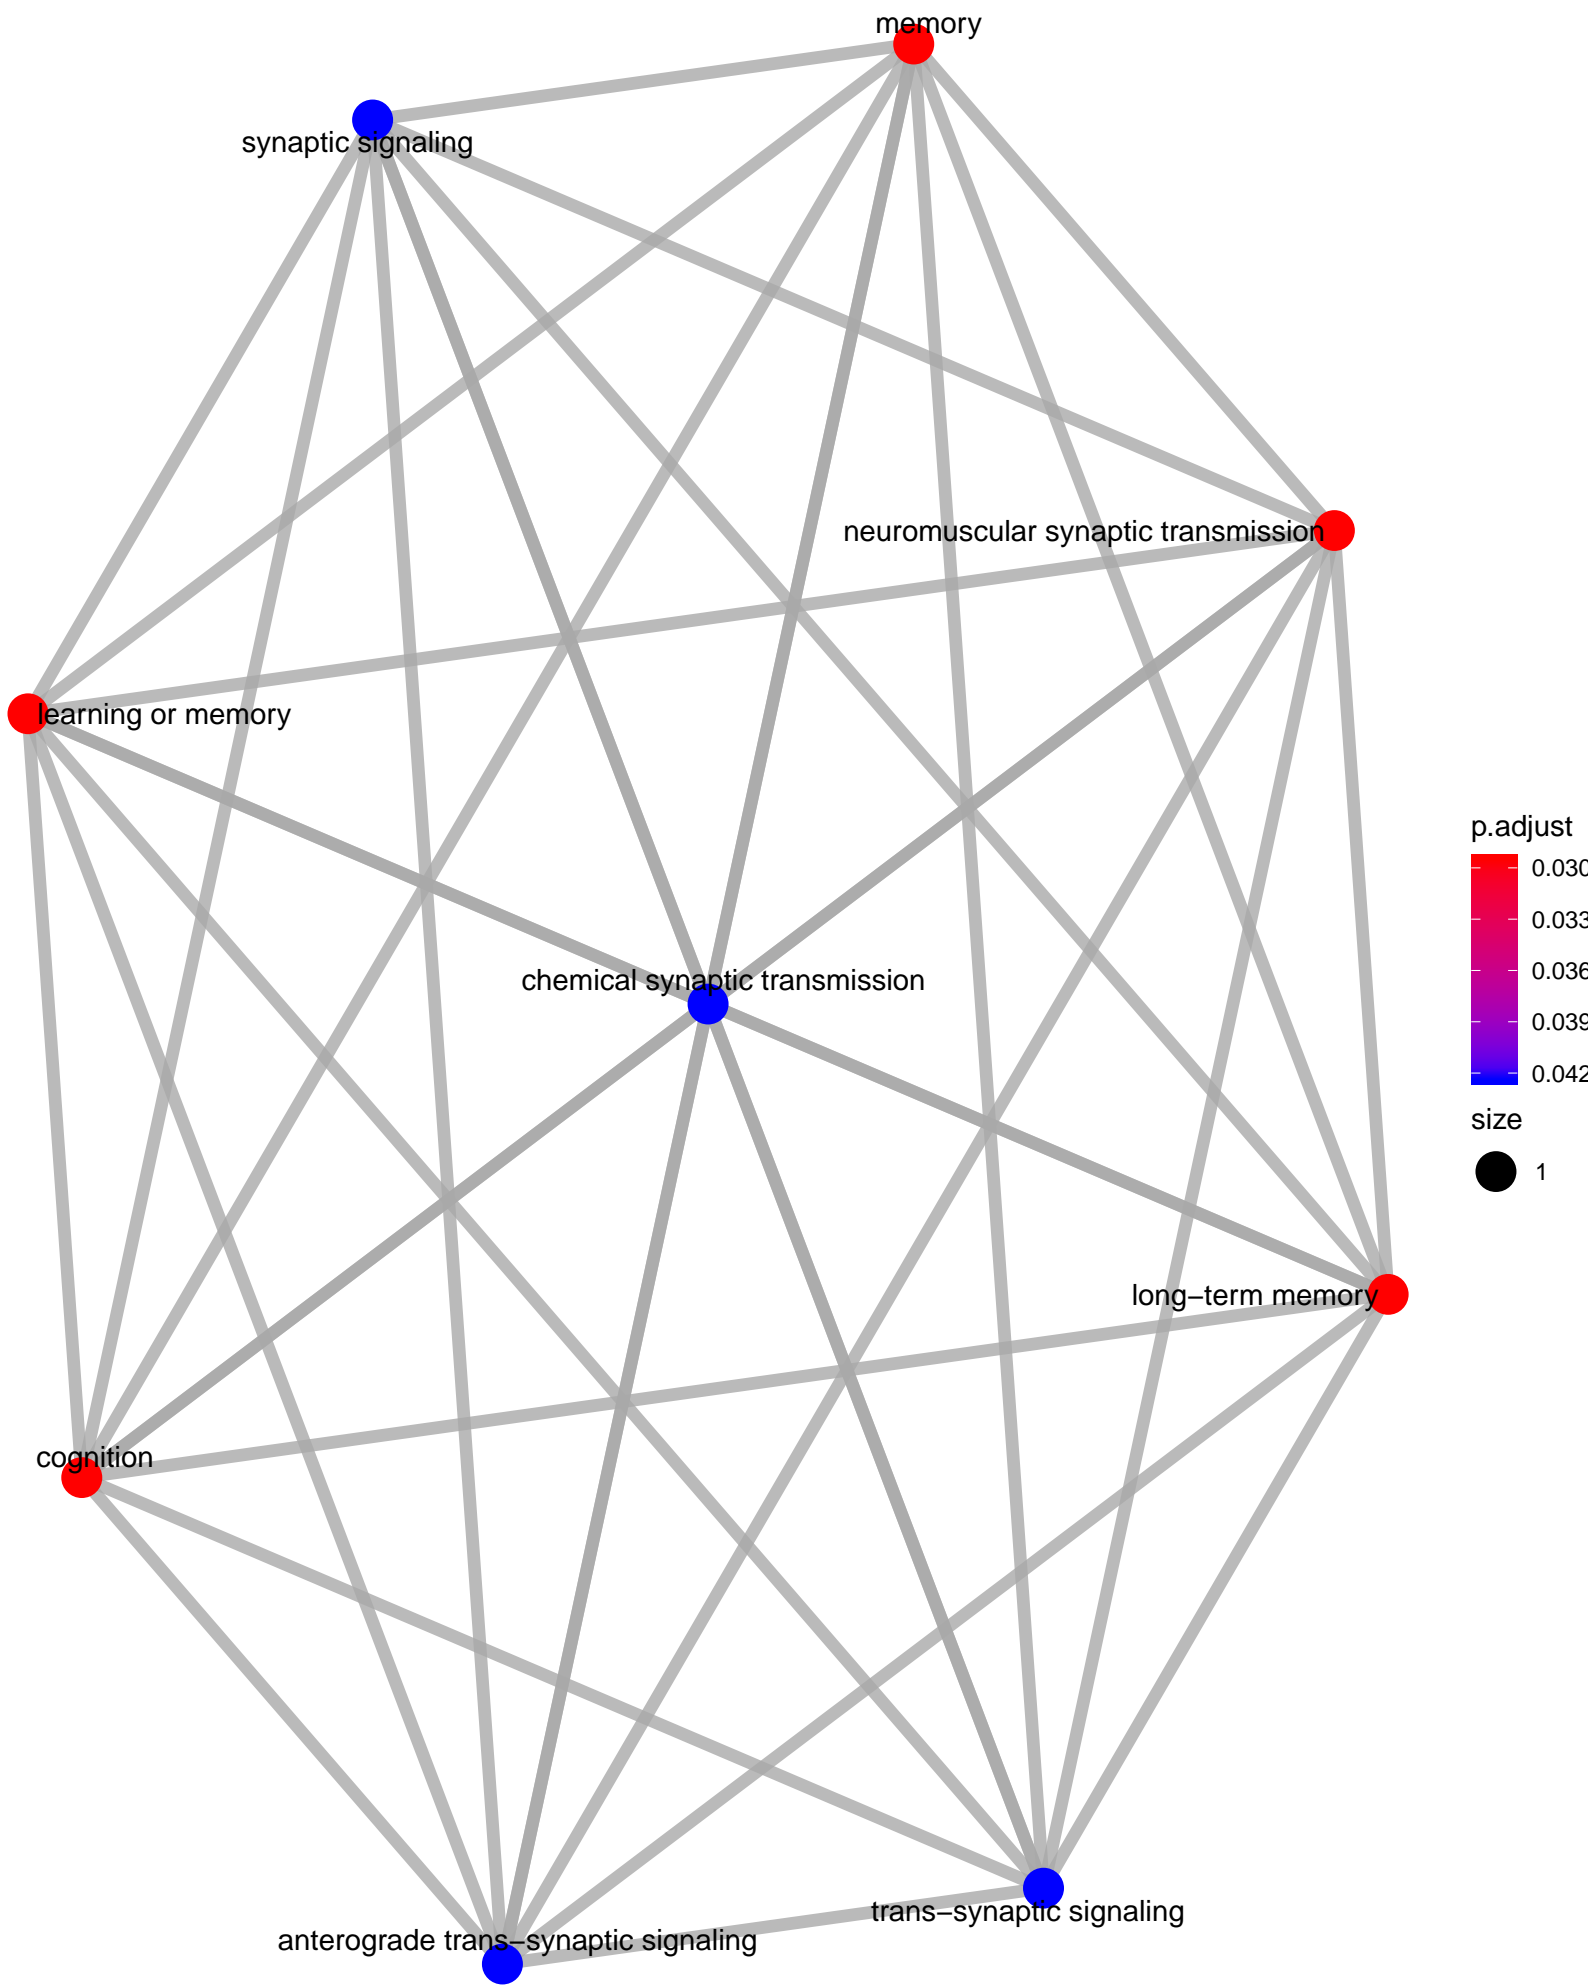 memory
synaptic signaling
neuromuscular synaptic transmission
learning or memory
p.adjust
0.030
0.033
0.036
0.039
0.042
size
1
chemical synaptic transmission
long−term memory
cognition
trans−synaptic signaling
anterograde trans−synaptic signaling